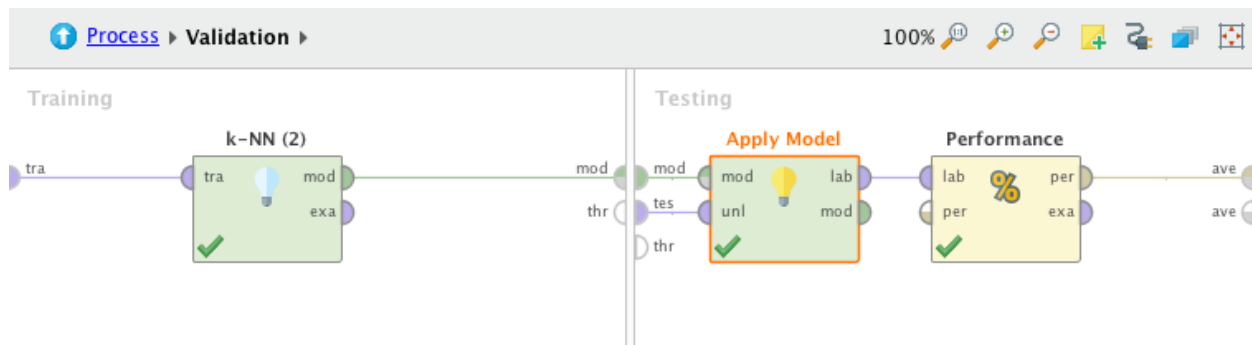 Process Validation 100%
Training
Testing
k-NN (2)
Apply Model
Performance
tra
tra mod
exa
mod
thr
mod
tes
thr
mod lab
unl mod
lab per
per exa
ave
ave